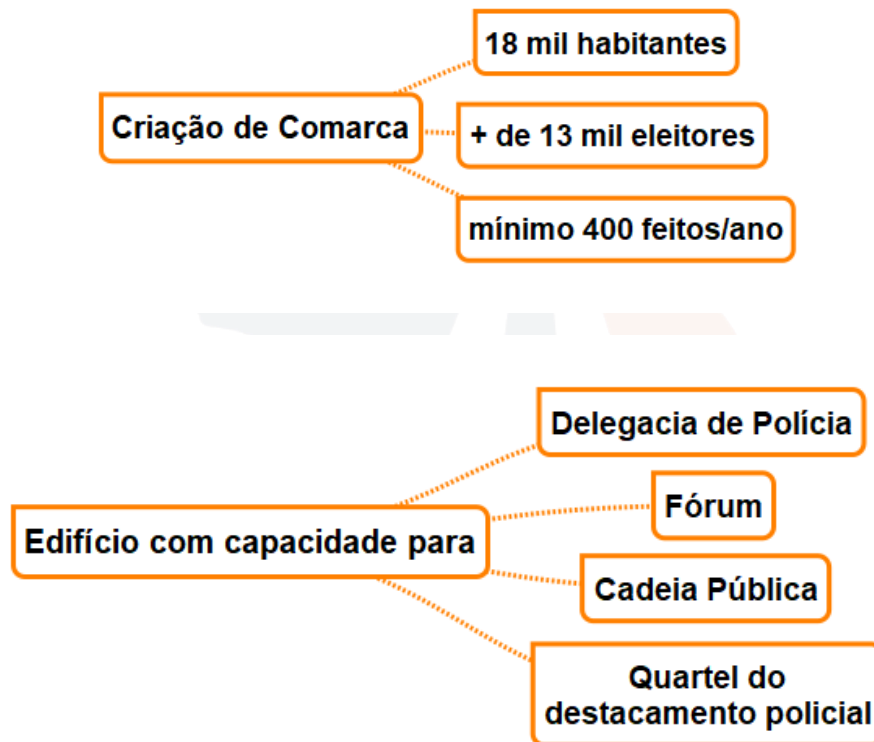 18 mil habitantes
Criação de Comarca
+ de 13 mil eleitores
mínimo 400 feitos/ano
Delegacia de Polícia
Fórum
Edifício com capacidade para
Cadeia Pública
Quartel do
destacamento policial